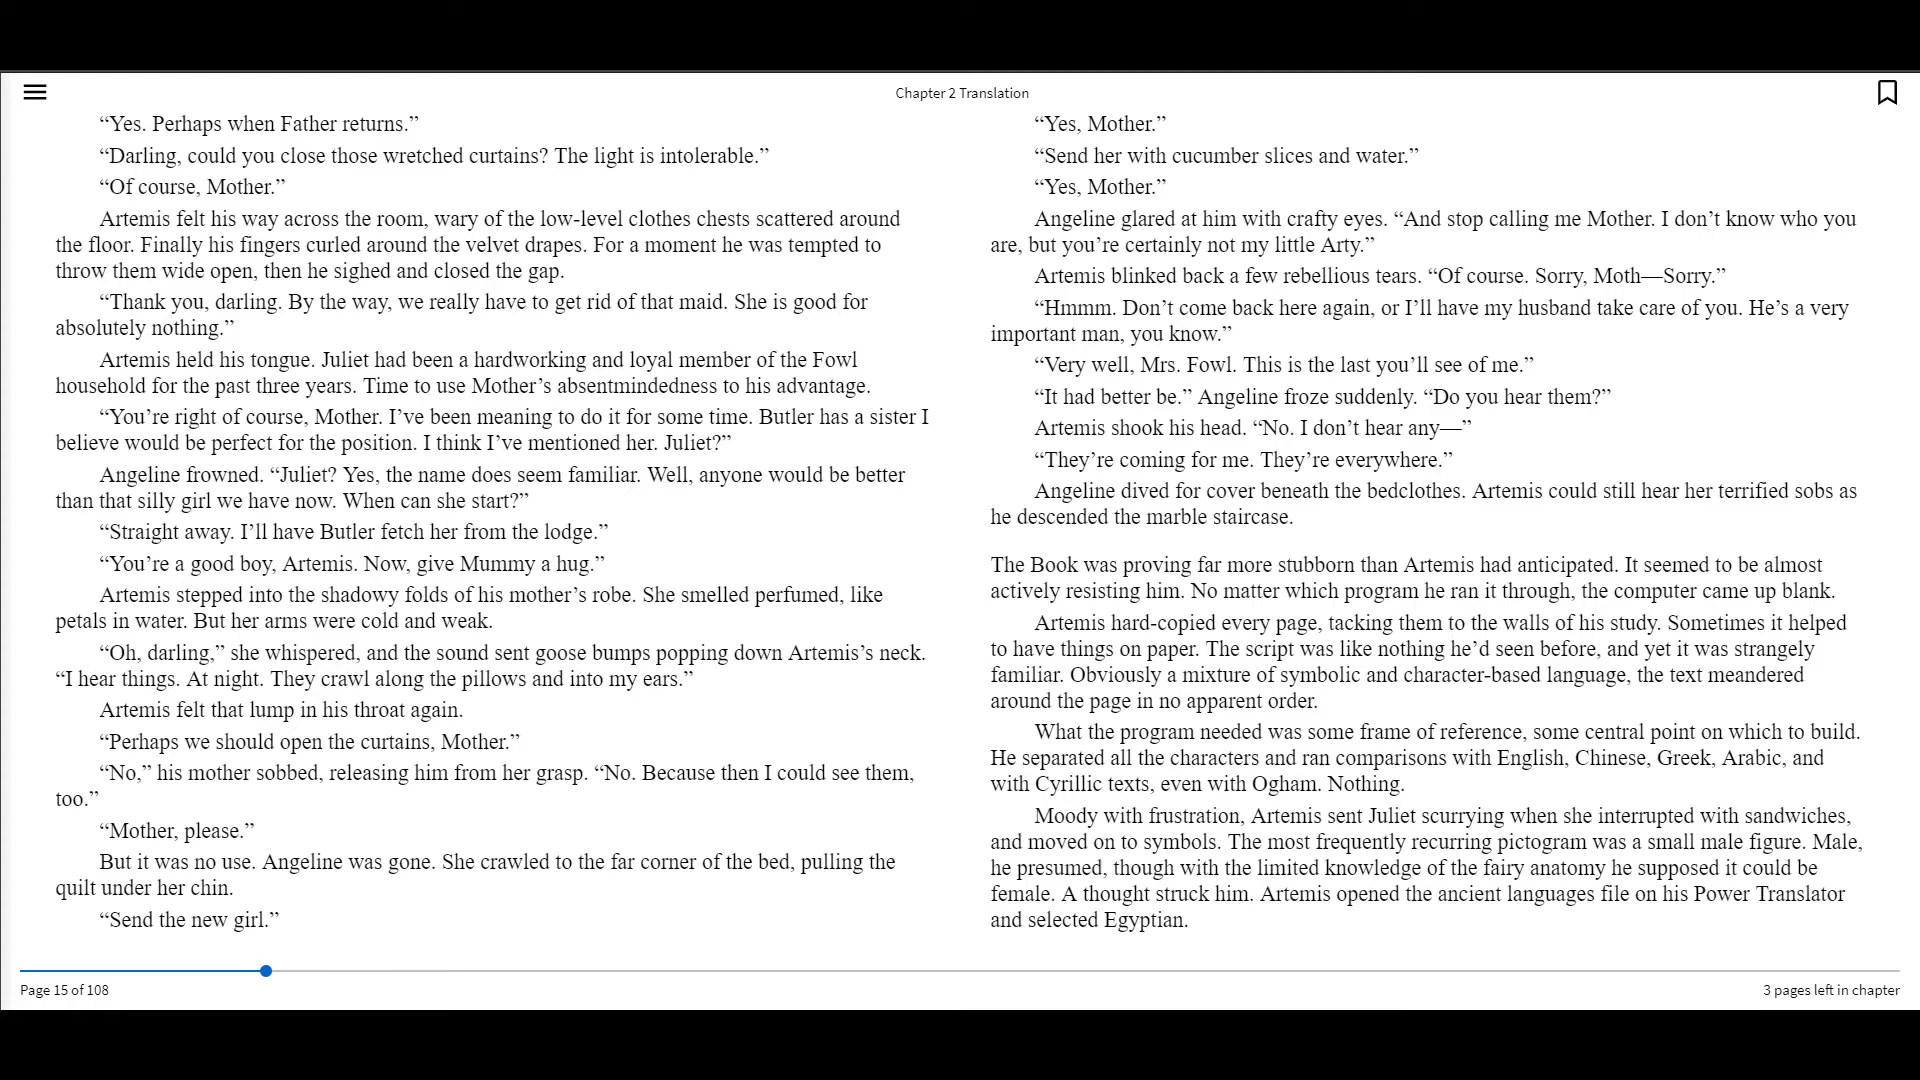 Chapter 2 Translation
“Yes. Perhaps when Father returns.”
“Darling, could you close those wretched curtains? The light is intolerable.”
“Of course, Mother.”
Artemis felt his way across the room, wary of the low-level clothes chests scattered around
the floor. Finally his fingers curled around the velvet drapes. For a moment he was tempted to
throw them wide open, then he sighed and closed the gap.
“Thank you, darling. By the way, we really have to get rid of that maid. She is good for
absolutely nothing.”
Artemis held his tongue. Juliet had been a hardworking and loyal member of the Fowl
household for the past three years. Time to use Mother’s absentmindedness to his advantage.
“You’re right of course, Mother. I’ve been meaning to do it for some time. Butler has a sister I
believe would be perfect for the position. I think I’ve mentioned her. Juliet?”
Angeline frowned. “Juliet? Yes, the name does seem familiar. Well, anyone would be better
than that silly girl we have now. When can she start?”
“Straight away. I’ll have Butler fetch her from the lodge.”
“You’re a good boy, Artemis. Now, give Mummy a hug.”
Artemis stepped into the shadowy folds of his mother’s robe. She smelled perfumed, like
petals in water. But her arms were cold and weak.
“Oh, darling,” she whispered, and the sound sent goose bumps popping down Artemis’s neck.
“I hear things. At night. They crawl along the pillows and into my ears.”
Artemis felt that lump in his throat again.
“Perhaps we should open the curtains, Mother.”
“No,” his mother sobbed, releasing him from her grasp. “No. Because then I could see them,
too.”
“Mother, please.”
But it was no use. Angeline was gone. She crawled to the far corner of the bed, pulling the
quilt under her chin.
“Send the new girl.”
“Yes, Mother.”
“Send her with cucumber slices and water.”
“Yes, Mother.”
Angeline glared at him with crafty eyes. “And stop calling me Mother. I don’t know who you
are, but you’re certainly not my little Arty.”
Artemis blinked back a few rebellious tears. “Of course. Sorry, Moth—Sorry.”
“Hmmm. Don’t come back here again, or I’ll have my husband take care of you. He’s a very
important man, you know.”
“Very well, Mrs. Fowl. This is the last you’ll see of me.”
“It had better be.” Angeline froze suddenly. “Do you hear them?”
Artemis shook his head. “No. I don’t hear any—”
“They’re coming for me. They’re everywhere.”
Angeline dived for cover beneath the bedclothes. Artemis could still hear her terrified sobs as
he descended the marble staircase.
The Book was proving far more stubborn than Artemis had anticipated. It seemed to be almost
actively resisting him. No matter which program he ran it through, the computer came up blank.
Artemis hard-copied every page, tacking them to the walls of his study. Sometimes it helped
to have things on paper. The script was like nothing he’d seen before, and yet it was strangely
familiar. Obviously a mixture of symbolic and character-based language, the text meandered
around the page in no apparent order.
What the program needed was some frame of reference, some central point on which to build.
He separated all the characters and ran comparisons with English, Chinese, Greek, Arabic, and
with Cyrillic texts, even with Ogham. Nothing.
Moody with frustration, Artemis sent Juliet scurrying when she interrupted with sandwiches,
and moved on to symbols. The most frequently recurring pictogram was a small male figure. Male,
he presumed, though with the limited knowledge of the fairy anatomy he supposed it could be
female. A thought struck him. Artemis opened the ancient languages file on his Power Translator
and selected Egyptian.
Page 15 of 108
3 pages left in chapter